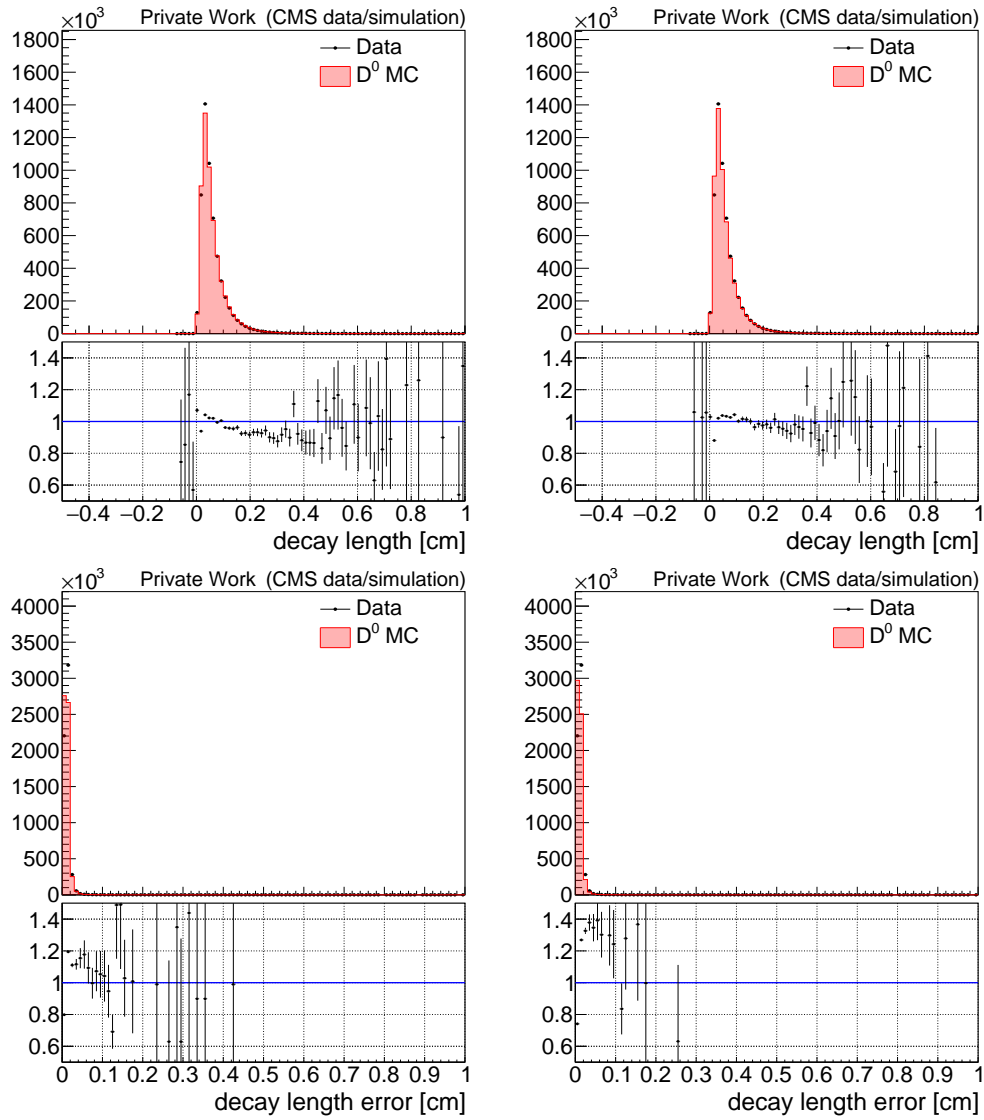 ×10³ Private Work (CMS data/simulation)
Data
D⁰ MC
1800
1600
1400
1200
1000
800
600
400
200
0
1.4
1.2
1
0.8
0.6
−0.4 −0.2 0 0.2 0.4 0.6 0.8 1
decay length [cm]
×10³ Private Work (CMS data/simulation)
Data
D⁰ MC
1800
1600
1400
1200
1000
800
600
400
200
0
1.4
1.2
1
0.8
0.6
−0.4 −0.2 0 0.2 0.4 0.6 0.8 1
decay length [cm]
×10³ Private Work (CMS data/simulation)
Data
D⁰ MC
4000
3500
3000
2500
2000
1500
1000
500
0
1.4
1.2
1
0.8
0.6
0 0.1 0.2 0.3 0.4 0.5 0.6 0.7 0.8 0.9 1
decay length error [cm]
×10³ Private Work (CMS data/simulation)
Data
D⁰ MC
4000
3500
3000
2500
2000
1500
1000
500
0
1.4
1.2
1
0.8
0.6
0 0.1 0.2 0.3 0.4 0.5 0.6 0.7 0.8 0.9 1
decay length error [cm]